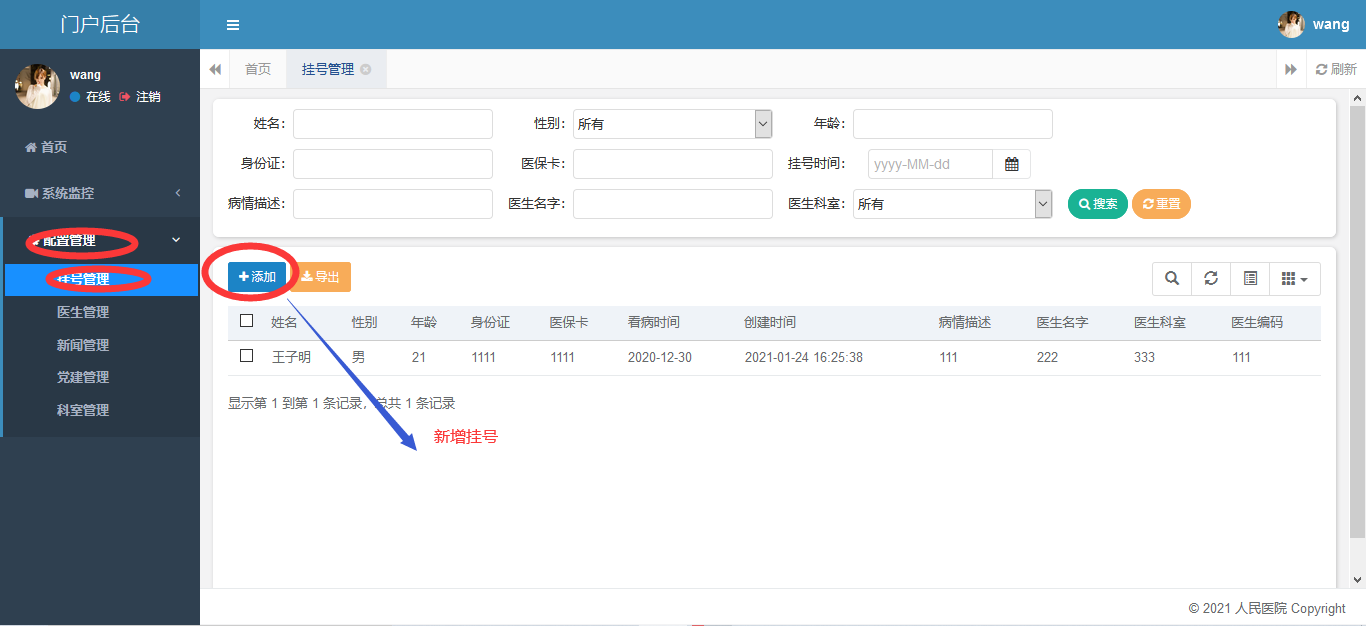 门户后台
wang
wang
在线 注销
首页
系统监控
配置管理
挂号管理
医生管理
新闻管理
党建管理
科室管理
首页 挂号管理 刷新
姓名： 性别： 所有 年龄：
身份证： 医保卡： 挂号时间： yyyy-MM-dd
病情描述： 医生名字： 医生科室： 所有 搜索 重置
添加 导出
姓名 性别 年龄 身份证 医保卡 看病时间 创建时间 病情描述 医生名字 医生科室 医生编码
王子明 男 21 1111 1111 2020-12-30 2021-01-24 16:25:38 111 222 333 111
显示第 1 到第 1 条记录，总共 1 条记录
新增挂号
© 2021 人民医院 Copyright